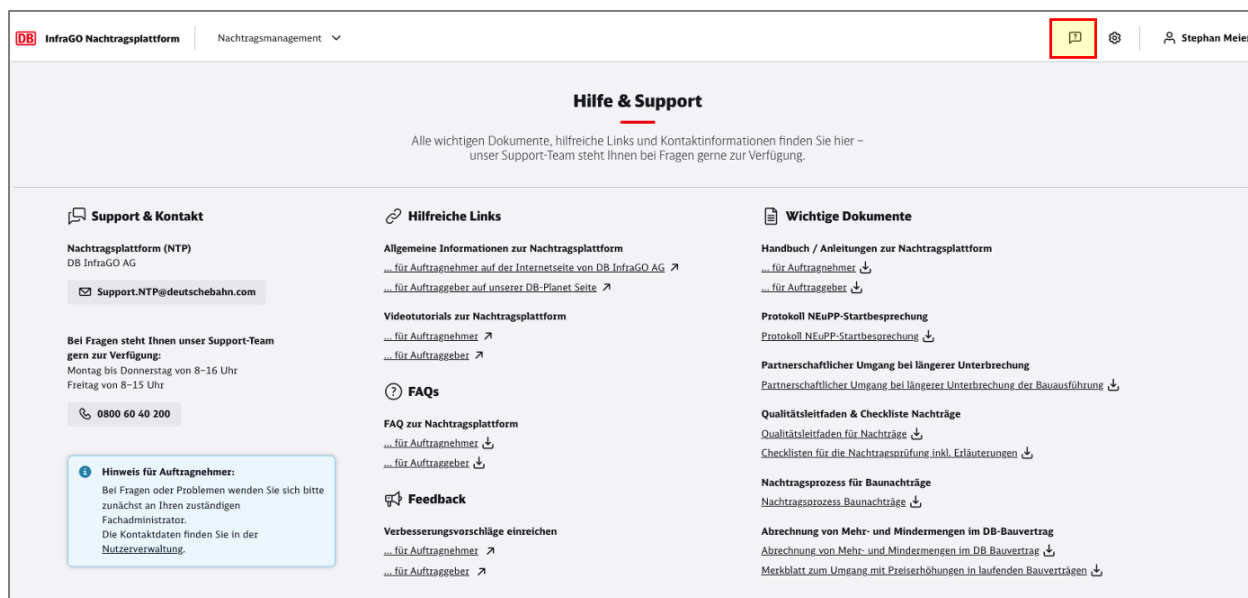 DB InfraGO Nachtragsplattform Nachtragsmanagement Stephan Meier
Hilfe & Support
Alle wichtigen Dokumente, hilfreiche Links und Kontaktinformationen finden Sie hier –
unser Support-Team steht Ihnen bei Fragen gerne zur Verfügung.
Support & Kontakt
Nachtragsplattform (NTP)
DB InfraGO AG
Support.NTP@deutschebahn.com
Bei Fragen steht Ihnen unser Support-Team
gern zur Verfügung:
Montag bis Donnerstag von 8–16 Uhr
Freitag von 8–15 Uhr
0800 60 40 200
Hinweis für Auftragnehmer:
Bei Fragen oder Problemen wenden Sie sich bitte
zunächst an Ihren zuständigen
Fachadministrator.
Die Kontaktdaten finden Sie in der
Nutzerverwaltung.
Hilfreiche Links
Allgemeine Informationen zur Nachtragsplattform
... für Auftragnehmer auf der Internetseite von DB InfraGO AG
... für Auftraggeber auf unserer DB-Planet Seite
Videotutorials zur Nachtragsplattform
... für Auftragnehmer
... für Auftraggeber
FAQs
FAQ zur Nachtragsplattform
... für Auftragnehmer
... für Auftraggeber
Feedback
Verbesserungsvorschläge einreichen
... für Auftragnehmer
... für Auftraggeber
Wichtige Dokumente
Handbuch / Anleitungen zur Nachtragsplattform
... für Auftragnehmer
... für Auftraggeber
Protokoll NEuPP-Startbesprechung
Protokoll NEuPP-Startbesprechung
Partnerschaftlicher Umgang bei längerer Unterbrechung
Partnerschaftlicher Umgang bei längerer Unterbrechung der Bauausführung
Qualitätsleitfaden & Checkliste Nachträge
Qualitätsleitfaden für Nachträge
Checklisten für die Nachtragsprüfung inkl. Erläuterungen
Nachtragsprozess für Baunachträge
Nachtragsprozess Baunachträge
Abrechnung von Mehr- und Mindermengen im DB-Bauvertrag
Abrechnung von Mehr- und Mindermengen im DB Bauvertrag
Merkblatt zum Umgang mit Preiserhöhungen in laufenden Bauverträgen